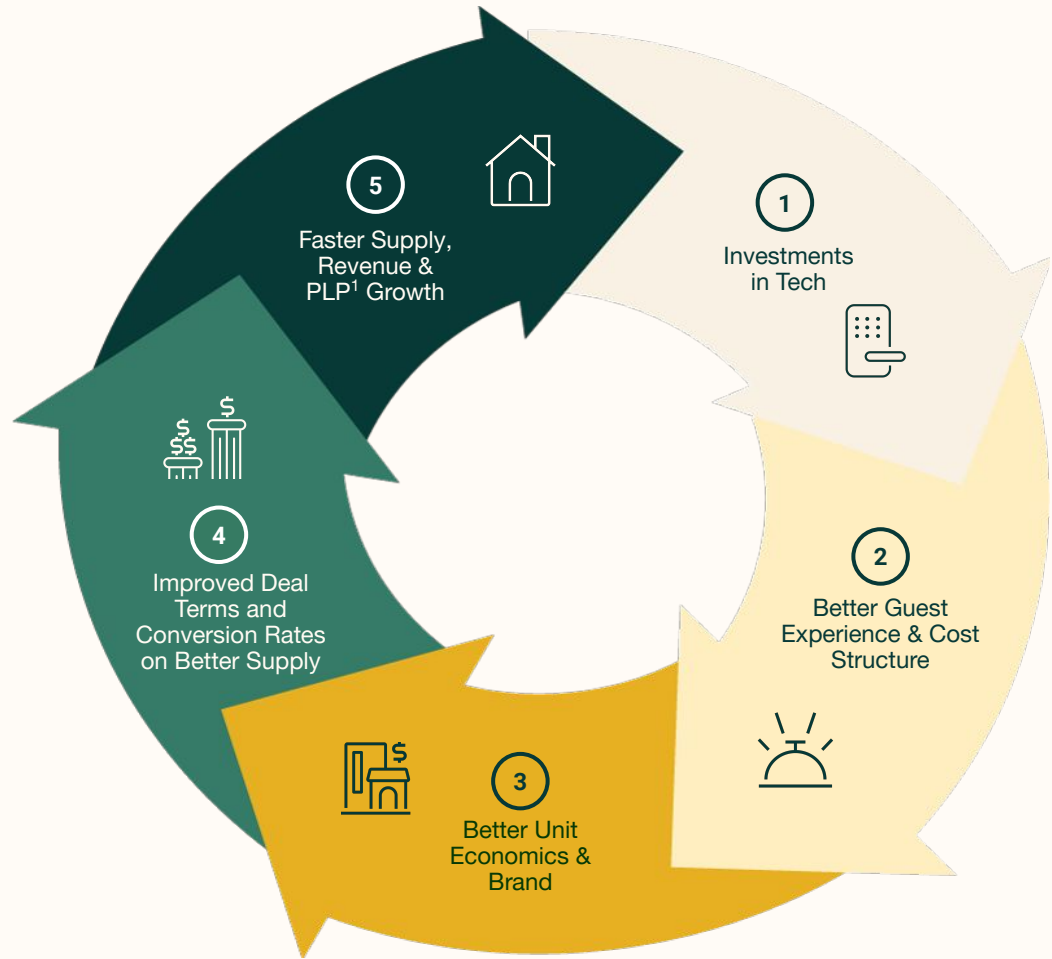 1
Investments
in Tech
2
Better Guest
Experience & Cost
Structure
3
Better Unit
Economics &
Brand
4
Improved Deal
Terms and
Conversion Rates
on Better Supply
5
Faster Supply,
Revenue &
PLP¹ Growth
$
$
$$
$